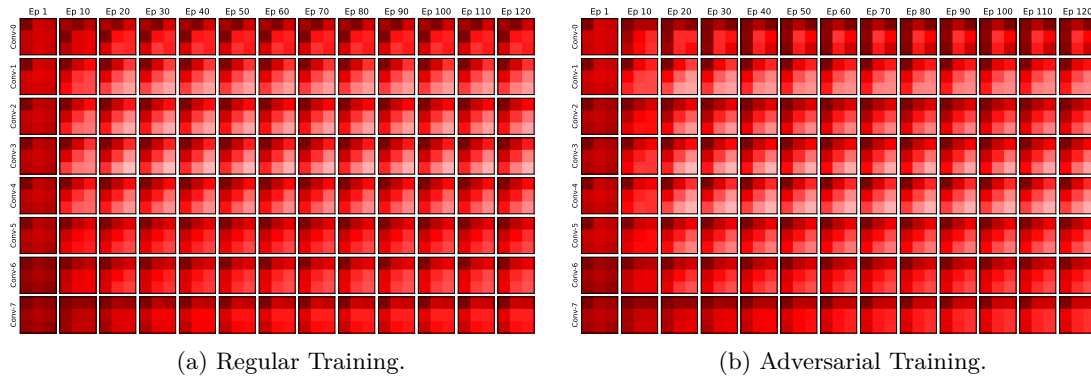 Ep 1 Ep 10 Ep 20 Ep 30 Ep 40 Ep 50 Ep 60 Ep 70 Ep 80 Ep 90 Ep 100 Ep 110 Ep 120
Conv-0
Conv-1
Conv-2
Conv-3
Conv-4
Conv-5
Conv-6
Conv-7
(a) Regular Training.
Ep 1 Ep 10 Ep 20 Ep 30 Ep 40 Ep 50 Ep 60 Ep 70 Ep 80 Ep 90 Ep 100 Ep 110 Ep 120
Conv-0
Conv-1
Conv-2
Conv-3
Conv-4
Conv-5
Conv-6
Conv-7
(b) Adversarial Training.